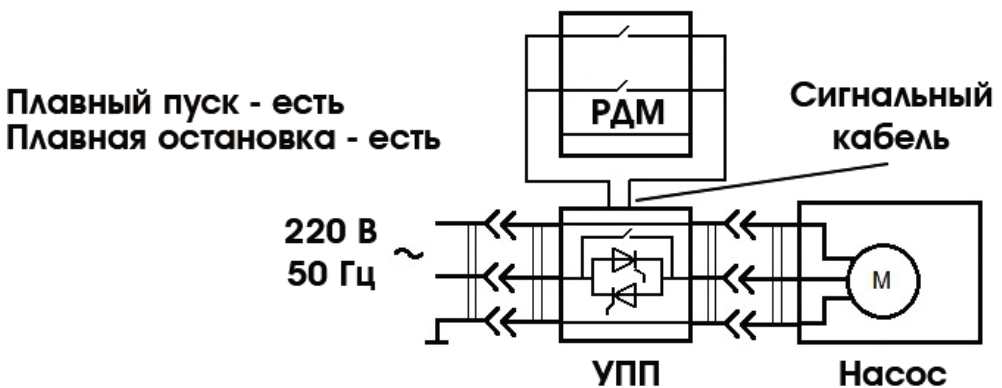 Плавный пуск - есть
Плавная остановка - есть
РДМ
Сигнальный
кабель
220 В
50 Гц
~
М
УПП
Насос